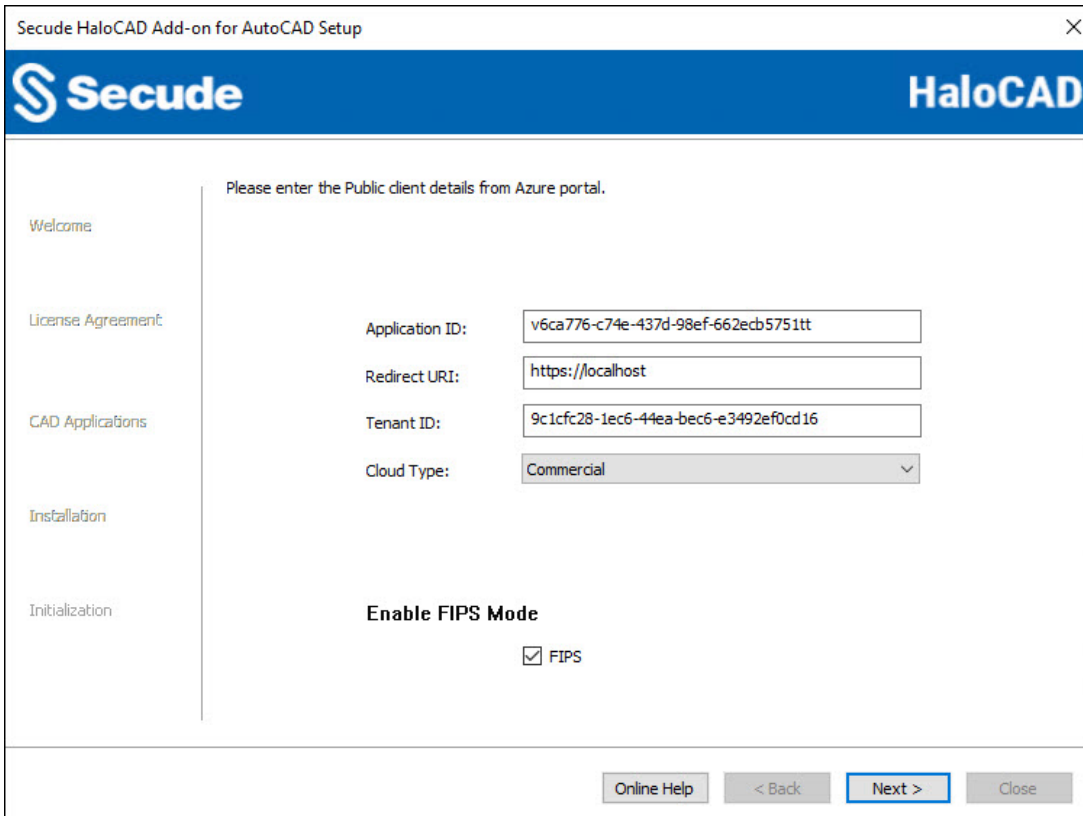 Secude HaloCAD Add-on for AutoCAD Setup
Secude
HaloCAD
Please enter the Public client details from Azure portal.
Welcome
License Agreement
CAD Applications
Installation
Initialization
Application ID: v6ca776-c74e-437d-98ef-662ecb5751tt
Redirect URI: https://localhost
Tenant ID: 9c1cfc28-1ec6-44ea-bec6-e3492ef0cd16
Cloud Type: Commercial
Enable FIPS Mode
FIPS
Online Help
< Back
Next >
Close